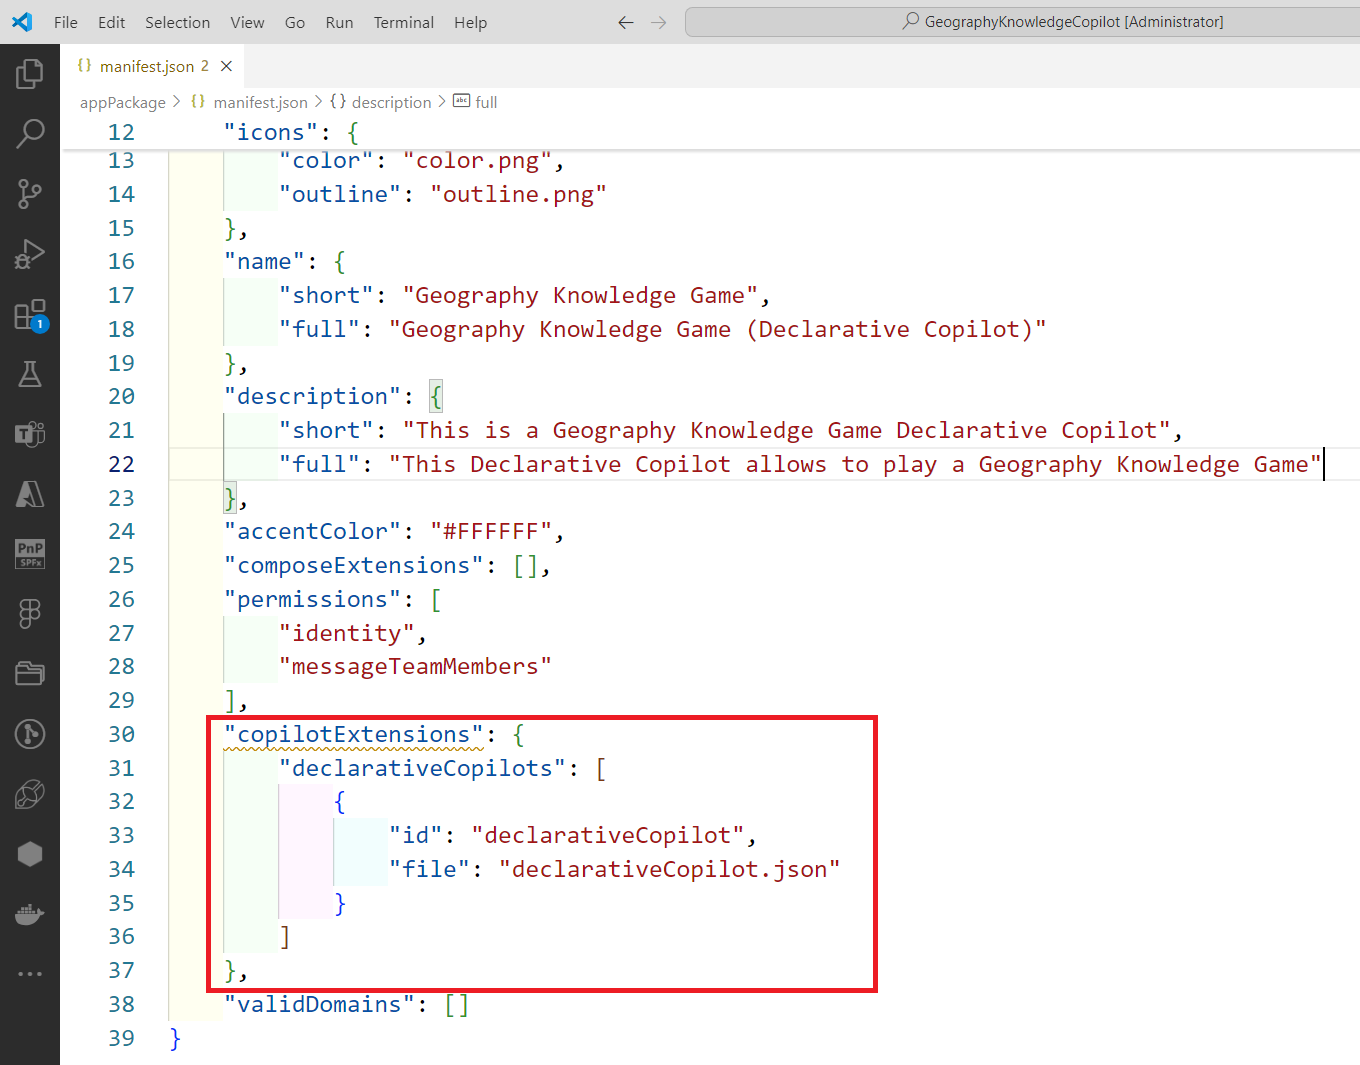 File Edit Selection View Go Run Terminal Help
GeographyKnowledgeCopilot [Administrator]
{} manifest.json 2
appPackage > {} manifest.json > {} description > abc full
12 "icons": {
13 "color": "color.png",
14 "outline": "outline.png"
15 },
16 "name": {
17 "short": "Geography Knowledge Game",
18 "full": "Geography Knowledge Game (Declarative Copilot)"
19 },
20 "description": {
21 "short": "This is a Geography Knowledge Game Declarative Copilot",
22 "full": "This Declarative Copilot allows to play a Geography Knowledge Game"
23 },
24 "accentColor": "#FFFFFF",
25 "composeExtensions": [],
26 "permissions": [
27 "identity",
28 "messageTeamMembers"
29 ],
30 "copilotExtensions": {
31 "declarativeCopilots": [
32 {
33 "id": "declarativeCopilot",
34 "file": "declarativeCopilot.json"
35 }
36 ]
37 },
38 "validDomains": []
39 }
1
T
PnP
SPFx